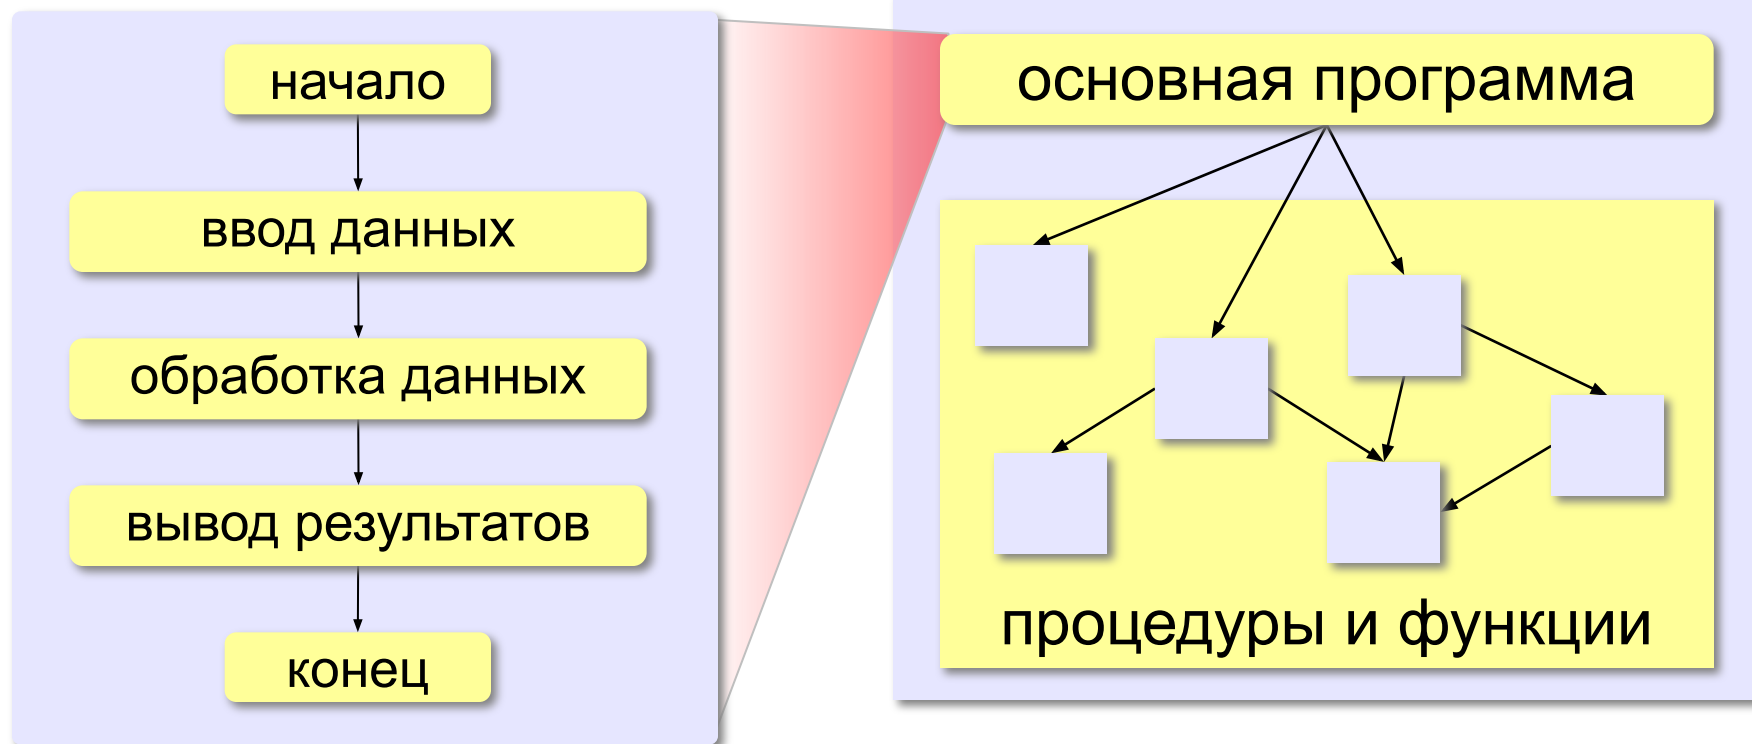 начало
ввод данных
обработка данных
вывод результатов
конец
основная программа
процедуры и функции